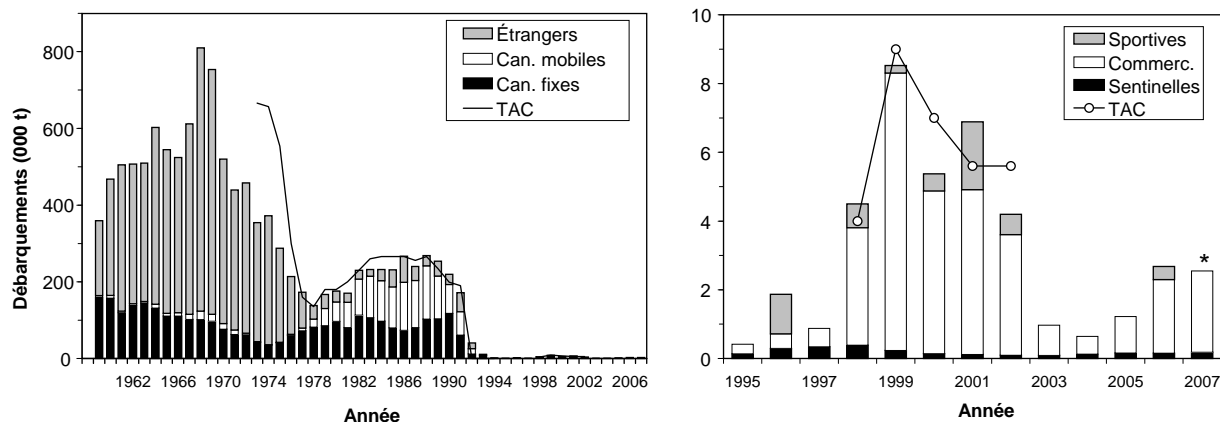 Débarquements (000 t)
800
600
400
200
0
Étrangers
Can. mobiles
Can. fixes
TAC
1962 1966 1970 1974 1978 1982 1986 1990 1994 1998 2002 2006
Année
10
8
6
4
2
0
Sportives
Commerc.
Sentinelles
TAC
*
1995 1997 1999 2001 2003 2005 2007
Année